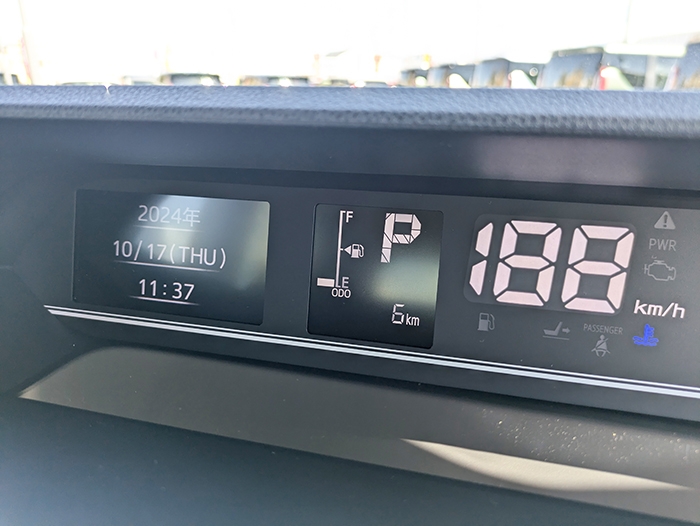 2024年
10/17(THU)
11:37
F
E
ODO
6km
P
188
km/h
PWR
PASSENGER